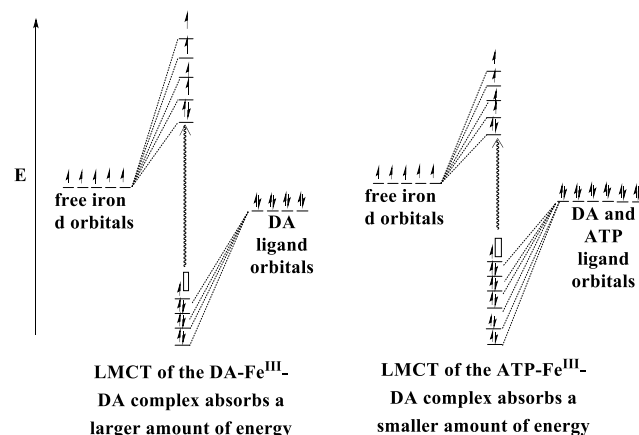 E
free iron
d orbitals
DA
ligand
orbitals
LMCT of the DA-Fe^III-
DA complex absorbs a
larger amount of energy
free iron
d orbitals
DA and
ATP
ligand
orbitals
LMCT of the ATP-Fe^III-
DA complex absorbs a
smaller amount of energy